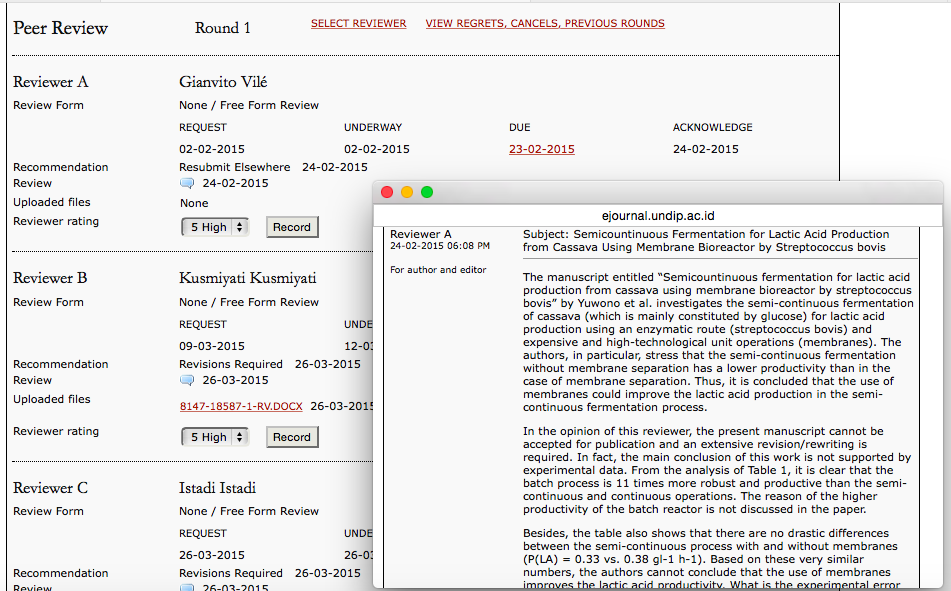 Peer Review Round 1 SELECT REVIEWER VIEW REGRETS, CANCELS, PREVIOUS ROUNDS
Reviewer A Gianvito Vilé
Review Form None / Free Form Review
REQUEST UNDERWAY DUE ACKNOWLEDGE
02-02-2015 02-02-2015 23-02-2015 24-02-2015
Recommendation Resubmit Elsewhere 24-02-2015
Review 24-02-2015
Uploaded files None
Reviewer rating 5 High Record
Reviewer B Kusmiyati Kusmiyati
Review Form None / Free Form Review
REQUEST UNDE
09-03-2015 12-03
Recommendation Revisions Required 26-03-2015
Review 26-03-2015
Uploaded files 8147-18587-1-RV.DOCX 26-03-2015
Reviewer rating 5 High Record
Reviewer C Istadi Istadi
Review Form None / Free Form Review
REQUEST UNDE
26-03-2015 26-03
Recommendation Revisions Required 26-03-2015
Review 26-03-2015
ejournal.undip.ac.id
Reviewer A
24-02-2015 06:08 PM
For author and editor
Subject: Semicountinuous Fermentation for Lactic Acid Production
from Cassava Using Membrane Bioreactor by Streptococcus bovis
The manuscript entitled “Semicountinuous fermentation for lactic acid
production from cassava using membrane bioreactor by streptococcus
bovis” by Yuwono et al. investigates the semi-continuous fermentation
of cassava (which is mainly constituted by glucose) for lactic acid
production using an enzymatic route (streptococcus bovis) and
expensive and high-technological unit operations (membranes). The
authors, in particular, stress that the semi-continuous fermentation
without membrane separation has a lower productivity than in the
case of membrane separation. Thus, it is concluded that the use of
membranes could improve the lactic acid production in the semi-
continuous fermentation process.
In the opinion of this reviewer, the present manuscript cannot be
accepted for publication and an extensive revision/rewriting is
required. In fact, the main conclusion of this work is not supported by
experimental data. From the analysis of Table 1, it is clear that the
batch process is 11 times more robust and productive than the semi-
continuous and continuous operations. The reason of the higher
productivity of the batch reactor is not discussed in the paper.
Besides, the table also shows that there are no drastic differences
between the semi-continuous process with and without membranes
(P(LA) = 0.33 vs. 0.38 gl-1 h-1). Based on these very similar
numbers, the authors cannot conclude that the use of membranes
improves the lactic acid productivity. What is the experimental error